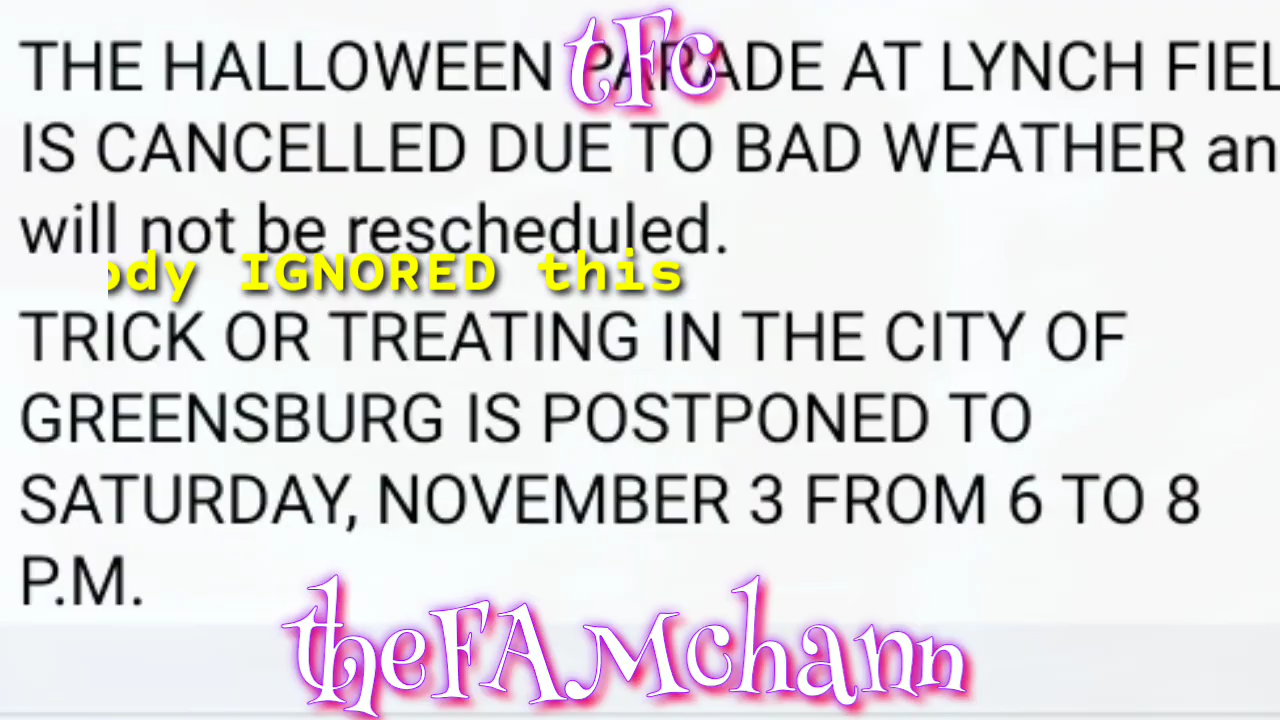 tFc
THE HALLOWEEN PARADE AT LYNCH FIEL
IS CANCELLED DUE TO BAD WEATHER an
will not be rescheduled.
ody IGNORED this
TRICK OR TREATING IN THE CITY OF
GREENSBURG IS POSTPONED TO
SATURDAY, NOVEMBER 3 FROM 6 TO 8
P.M.
theFAMchann